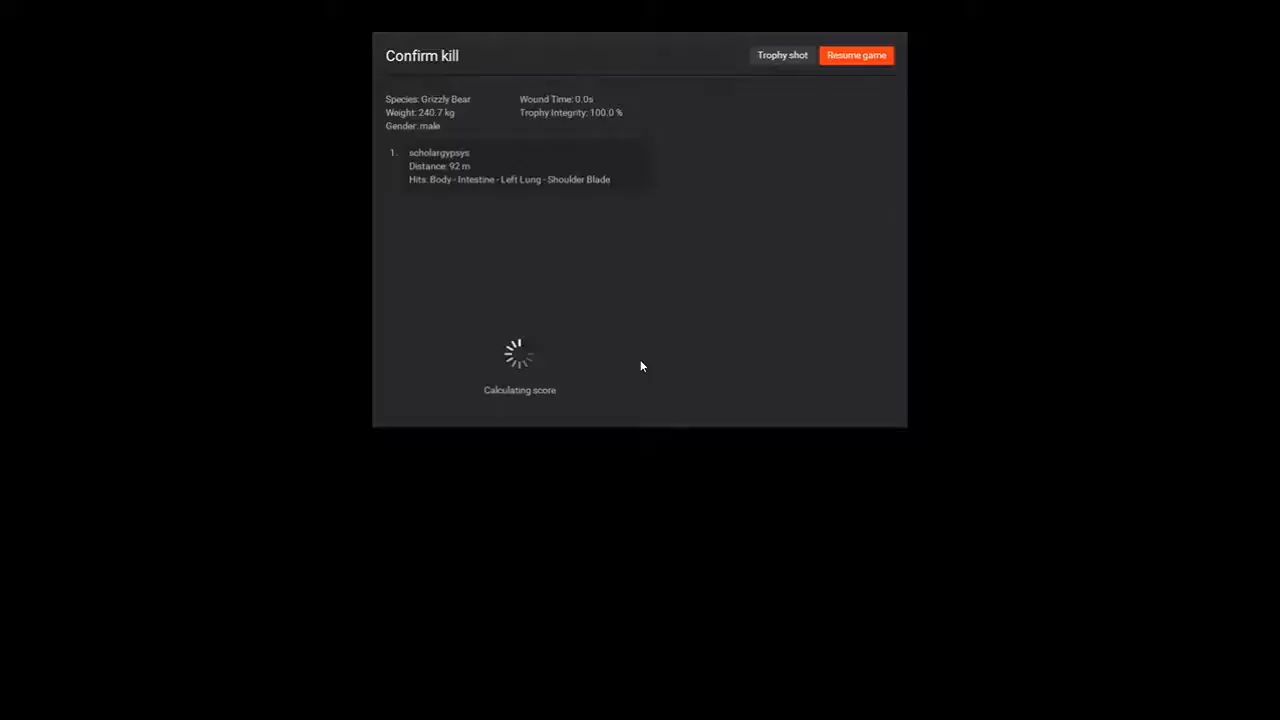 Confirm kill
Trophy shot
Resume game
Species: Grizzly Bear
Wound Time: 0.0s
Weight: 240.7 kg
Trophy Integrity: 100.0 %
Gender: male
1. scholargypsys
Distance: 92 m
Hits: Body - Intestine - Left Lung - Shoulder Blade
Calculating score